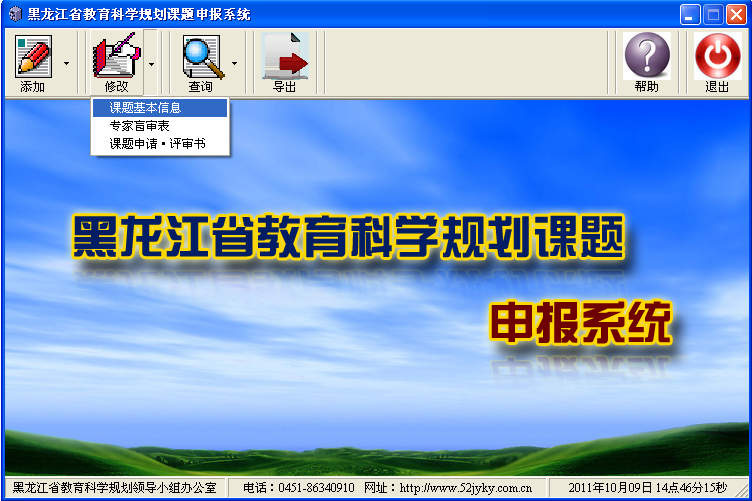 黑龙江省教育科学规划课题申报系统
添加
修改
查询
导出
帮助
退出
课题基本信息
专家盲审表
课题申请·评审书
黑龙江省教育科学规划课题
申报系统
黑龙江省教育科学规划领导小组办公室
电话：0451-86340910 网址：http://www.52jyky.com.cn
2011年10月09日 14点46分15秒